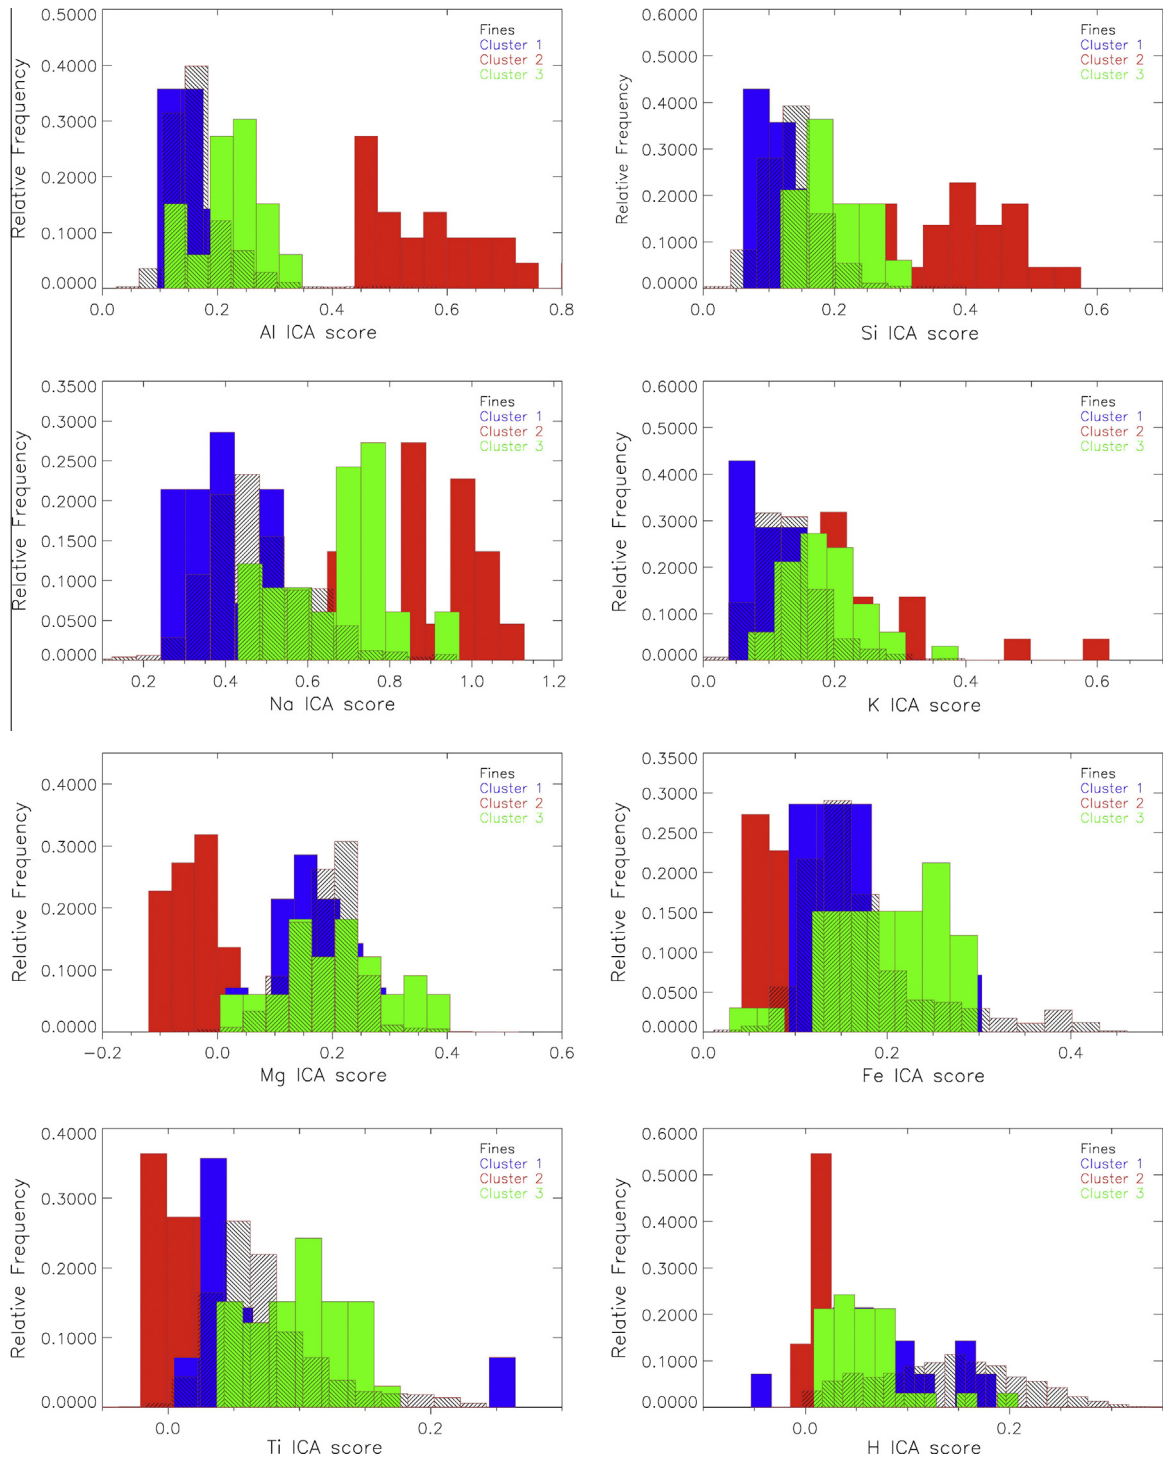 0.5000
0.4000
0.3000
0.2000
0.1000
0.0000
Relative Frequency
Fines
Cluster 1
Cluster 2
Cluster 3
0.0 0.2 0.4 0.6 0.8
Al ICA score
0.6000
0.5000
0.4000
0.3000
0.2000
0.1000
0.0000
Relative Frequency
Fines
Cluster 1
Cluster 2
Cluster 3
0.0 0.2 0.4 0.6
Si ICA score
0.3500
0.3000
0.2500
0.2000
0.1500
0.1000
0.0500
0.0000
Relative Frequency
Fines
Cluster 1
Cluster 2
Cluster 3
0.2 0.4 0.6 0.8 1.0 1.2
Na ICA score
0.6000
0.5000
0.4000
0.3000
0.2000
0.1000
0.0000
Relative Frequency
Fines
Cluster 1
Cluster 2
Cluster 3
0.0 0.2 0.4 0.6
K ICA score
0.4000
0.3000
0.2000
0.1000
0.0000
Relative Frequency
Fines
Cluster 1
Cluster 2
Cluster 3
−0.2 0.0 0.2 0.4 0.6
Mg ICA score
0.3500
0.3000
0.2500
0.2000
0.1500
0.1000
0.0500
0.0000
Relative Frequency
Fines
Cluster 1
Cluster 2
Cluster 3
0.0 0.2 0.4
Fe ICA score
0.4000
0.3000
0.2000
0.1000
0.0000
Relative Frequency
Fines
Cluster 1
Cluster 2
Cluster 3
0.0 0.2
Ti ICA score
0.6000
0.5000
0.4000
0.3000
0.2000
0.1000
0.0000
Relative Frequency
Fines
Cluster 1
Cluster 2
Cluster 3
0.0 0.2
H ICA score